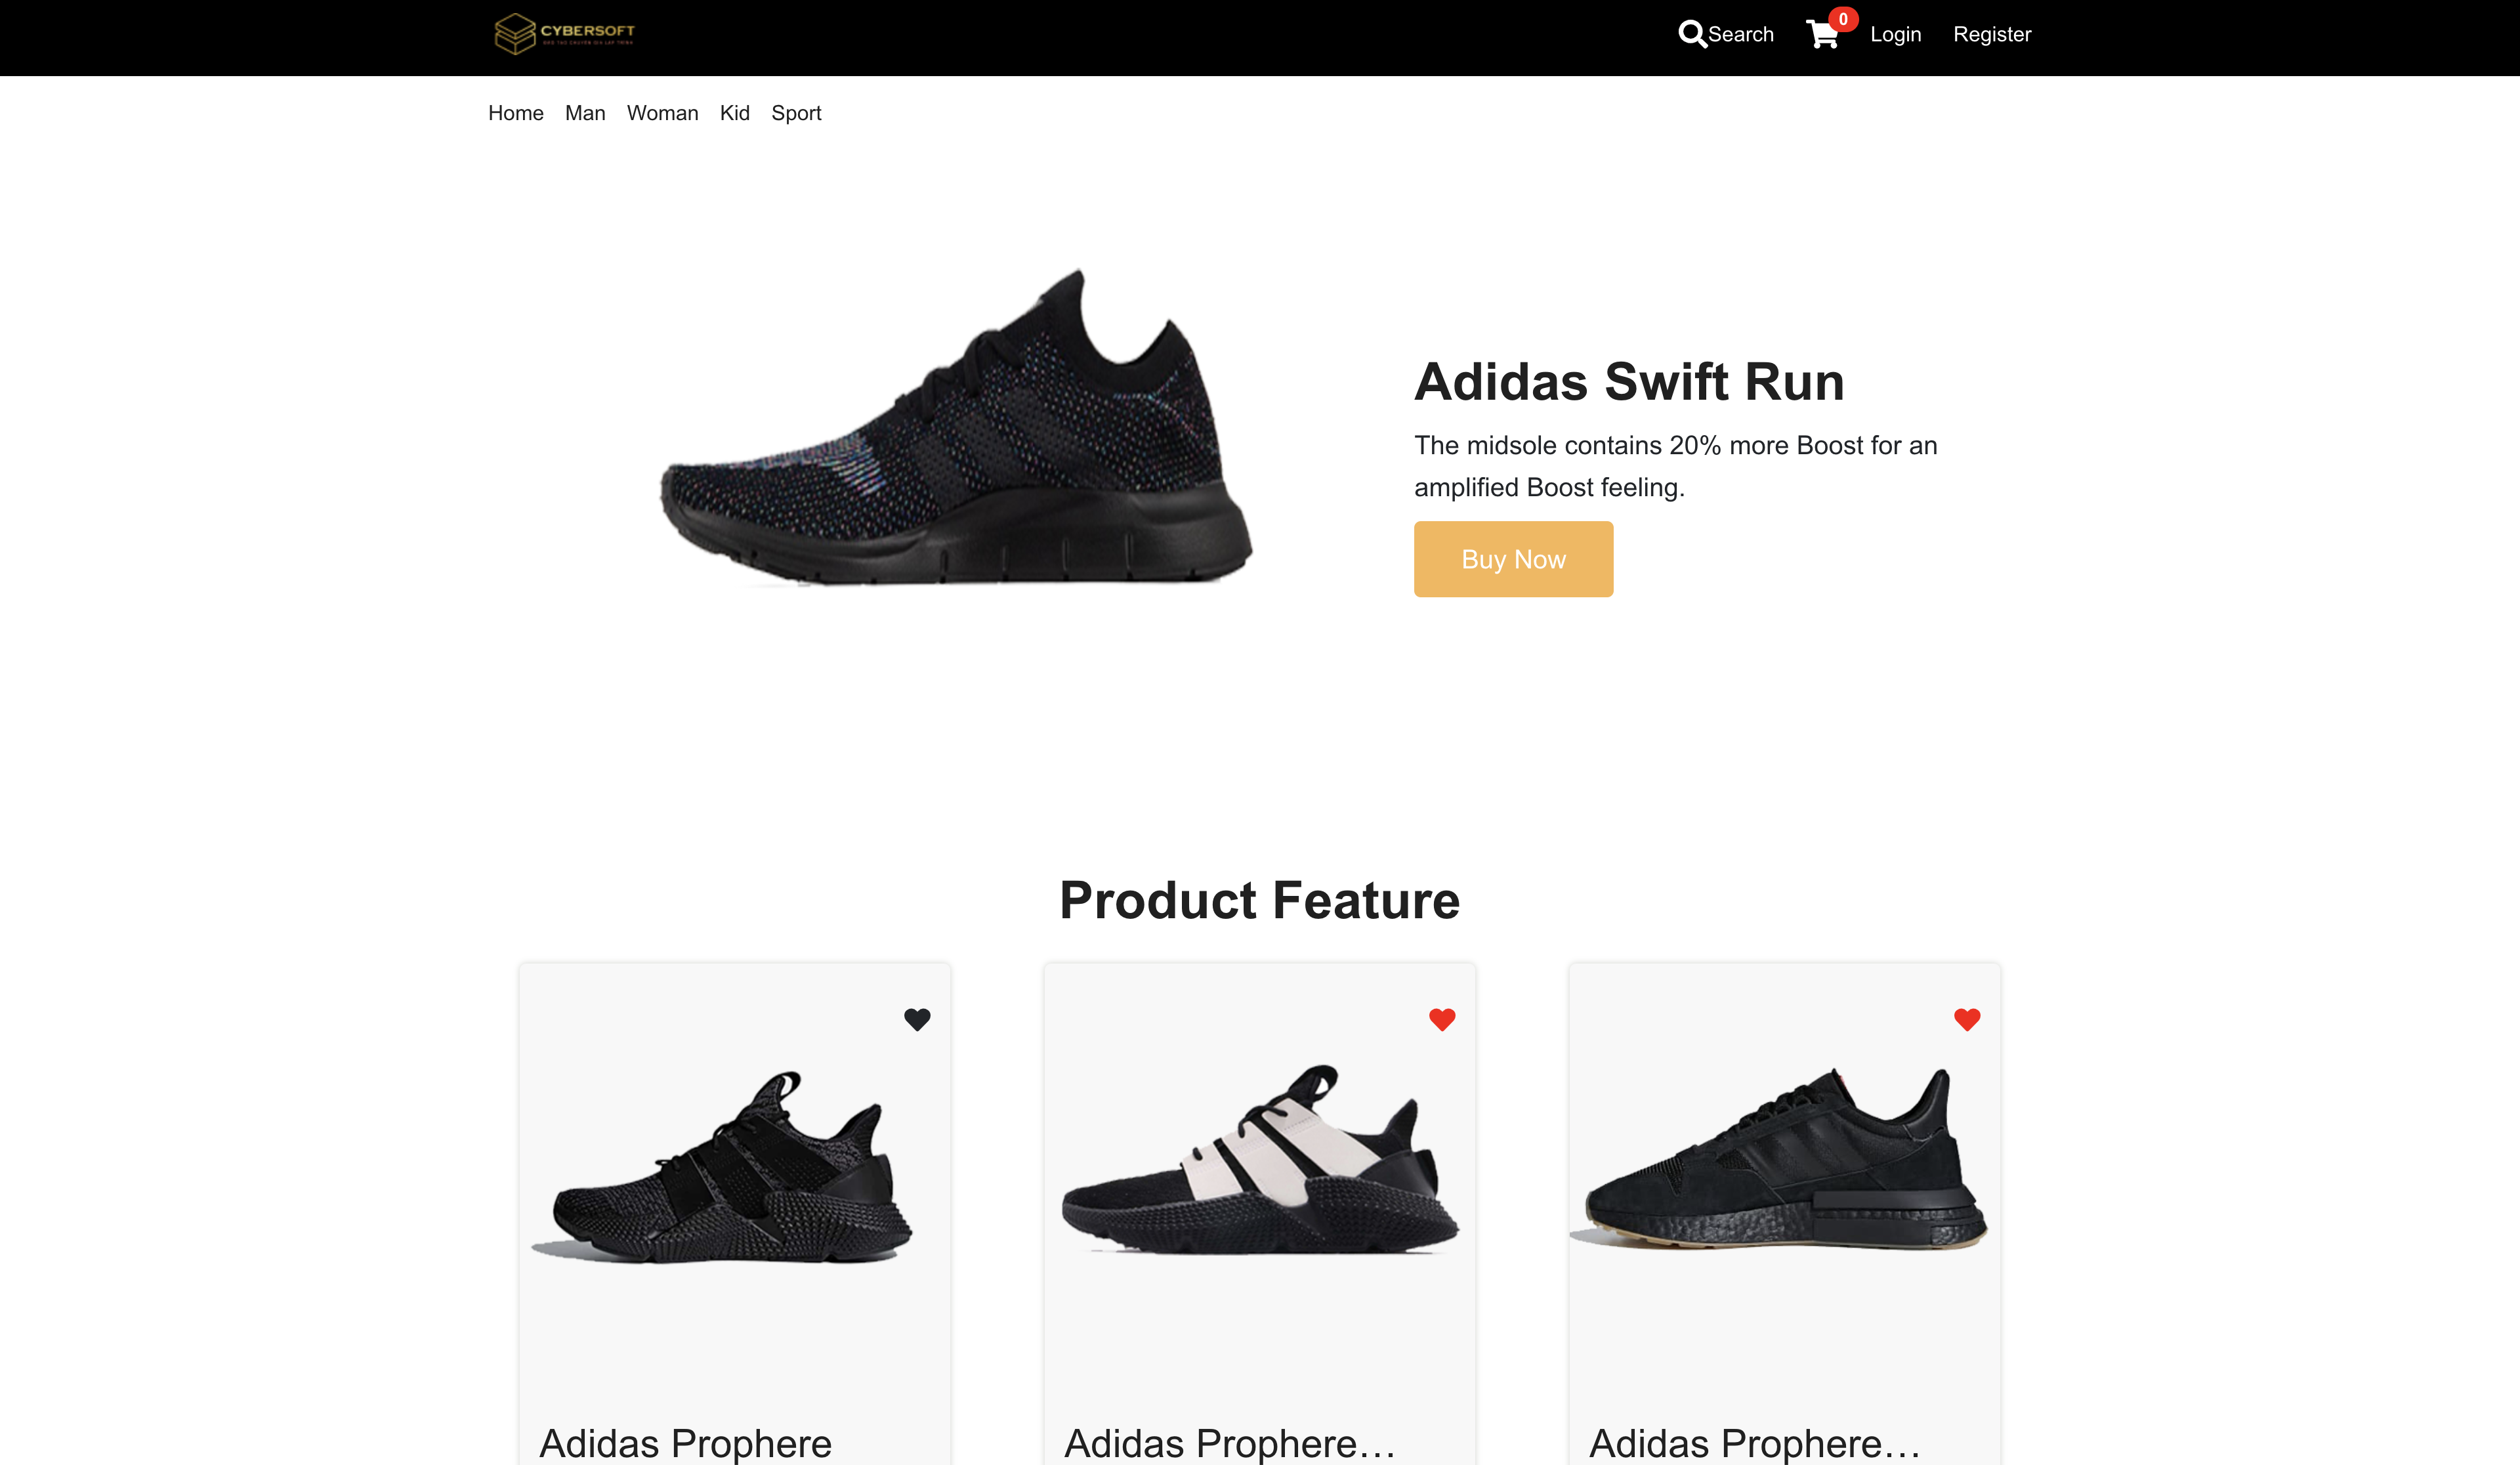 CYBERSOFT
Search
0
Login
Register
Home
Man
Woman
Kid
Sport
Adidas Swift Run
The midsole contains 20% more Boost for an
amplified Boost feeling.
Buy Now
Product Feature
Adidas Prophere
Adidas Prophere…
Adidas Prophere…